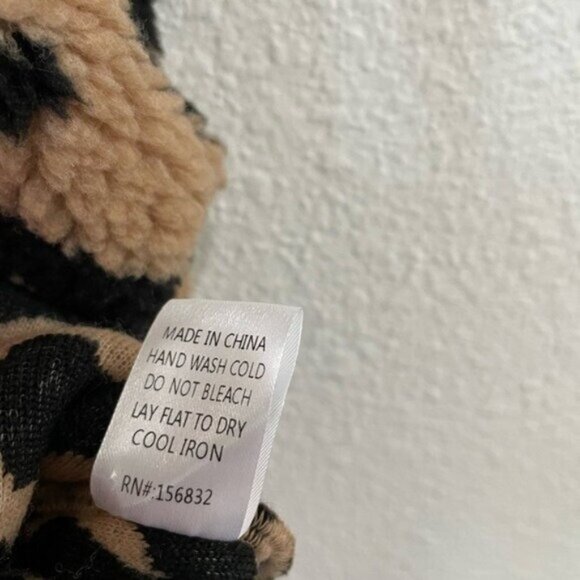 MADE IN CHINA
HAND WASH COLD
DO NOT BLEACH
LAY FLAT TO DRY
COOL IRON
RN#:156832